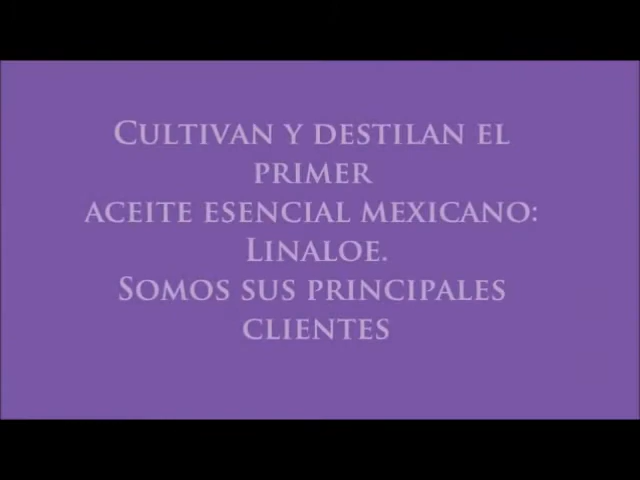 Cultivan y destilan el
primer
aceite esencial mexicano:
Linaloe.
Somos sus principales
clientes